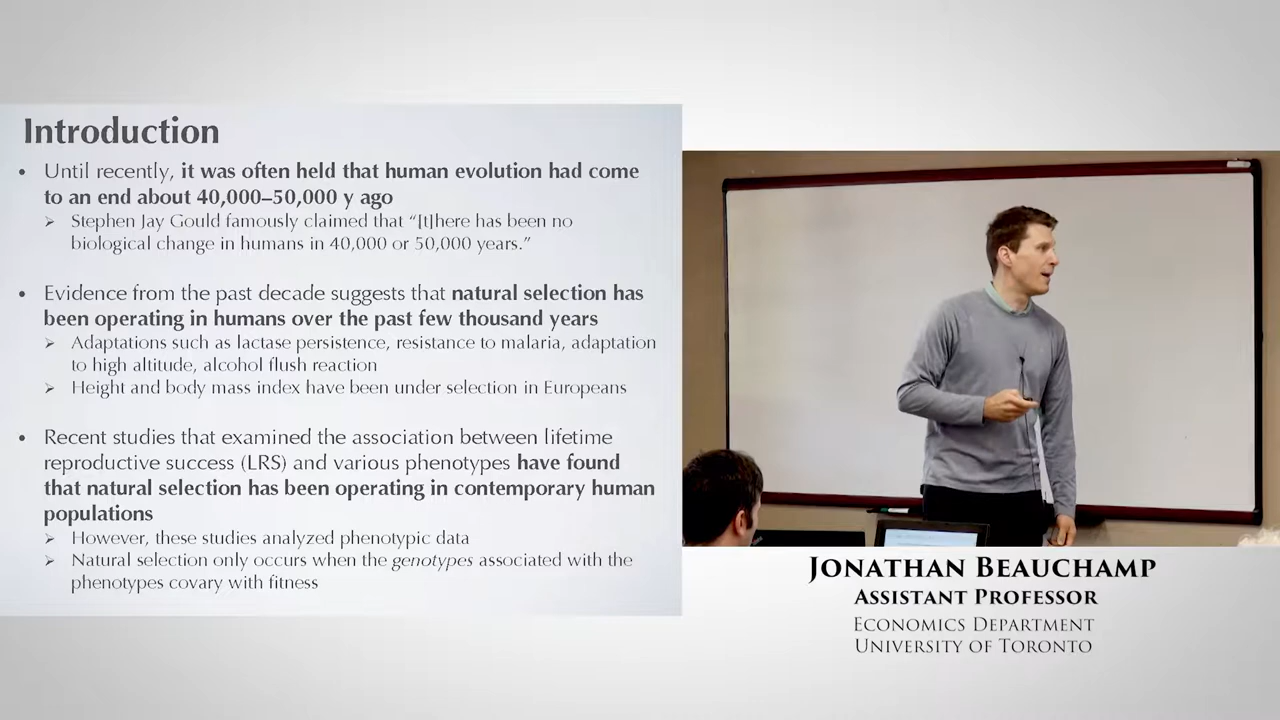 Introduction
• Until recently, it was often held that human evolution had come
to an end about 40,000–50,000 y ago
➢ Stephen Jay Gould famously claimed that “[t]here has been no
biological change in humans in 40,000 or 50,000 years.”
• Evidence from the past decade suggests that natural selection has
been operating in humans over the past few thousand years
➢ Adaptations such as lactase persistence, resistance to malaria, adaptation
to high altitude, alcohol flush reaction
➢ Height and body mass index have been under selection in Europeans
• Recent studies that examined the association between lifetime
reproductive success (LRS) and various phenotypes have found
that natural selection has been operating in contemporary human
populations
➢ However, these studies analyzed phenotypic data
➢ Natural selection only occurs when the genotypes associated with the
phenotypes covary with fitness
Jonathan Beauchamp
Assistant Professor
Economics Department
University of Toronto